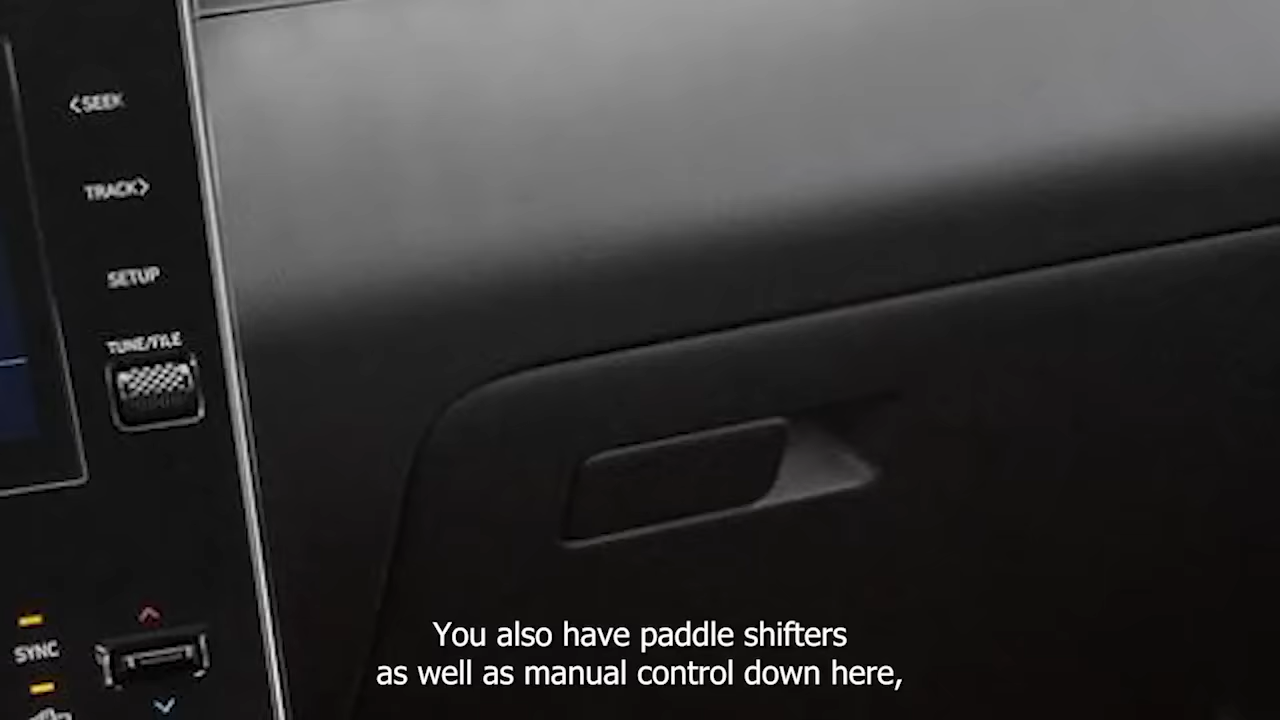 <SEEK
TRACK>
SETUP
TUNE/FILE
SYNC
You also have paddle shifters
as well as manual control down here,